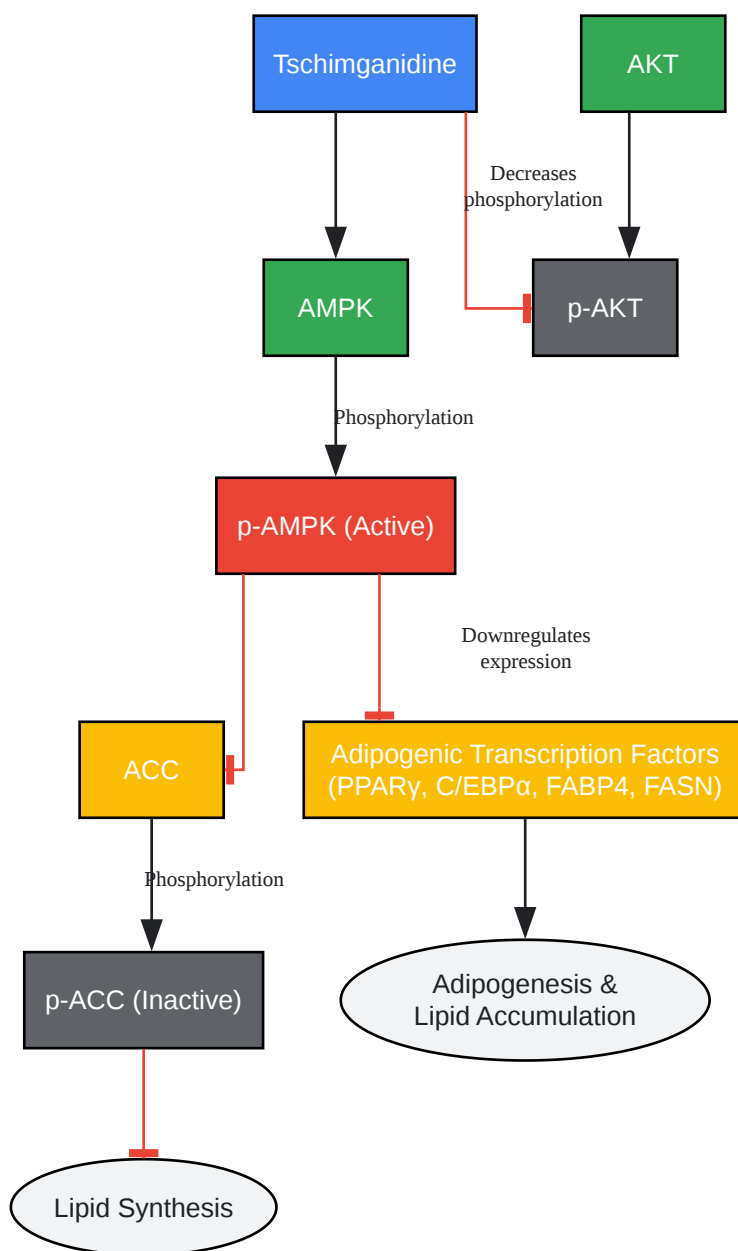 Tschimganidine
AKT
Decreases
phosphorylation
AMPK
p-AKT
Phosphorylation
p-AMPK (Active)
Downregulates
expression
ACC
Adipogenic Transcription Factors
(PPARγ, C/EBPα, FABP4, FASN)
Phosphorylation
p-ACC (Inactive)
Adipogenesis &
Lipid Accumulation
Lipid Synthesis